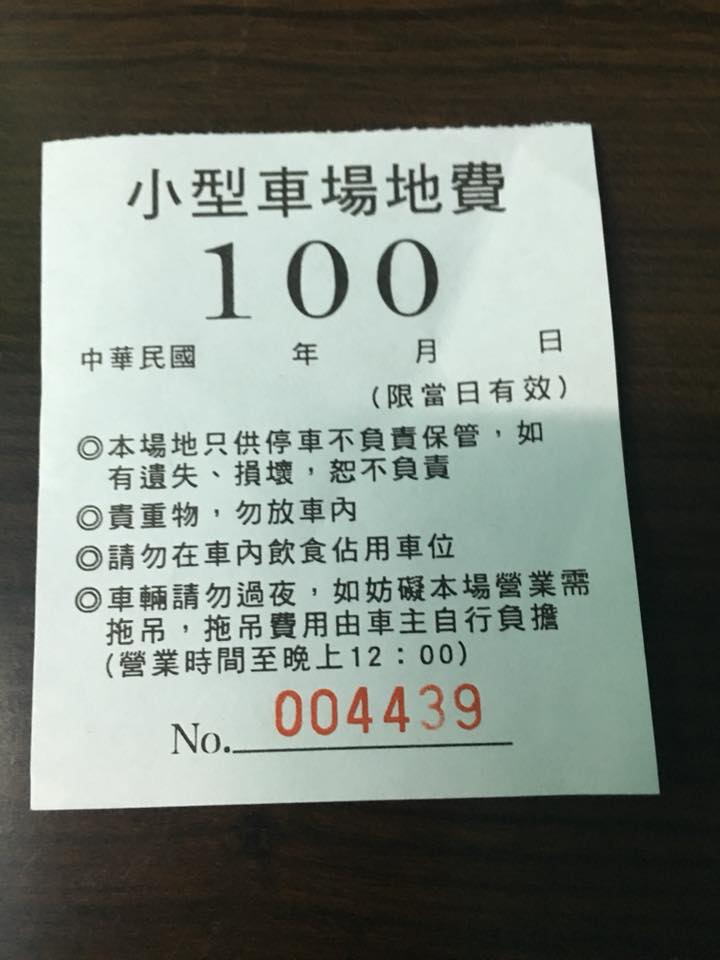 小型車場地費
100
中華民國 年 月 日
(限當日有效)
◎本場地只供停車不負責保管，如
有遺失、損壞，恕不負責
◎貴重物，勿放車內
◎請勿在車內飲食佔用車位
◎車輛請勿過夜，如妨礙本場營業需
拖吊，拖吊費用由車主自行負擔
(營業時間至晚上12：00)
No. 004439